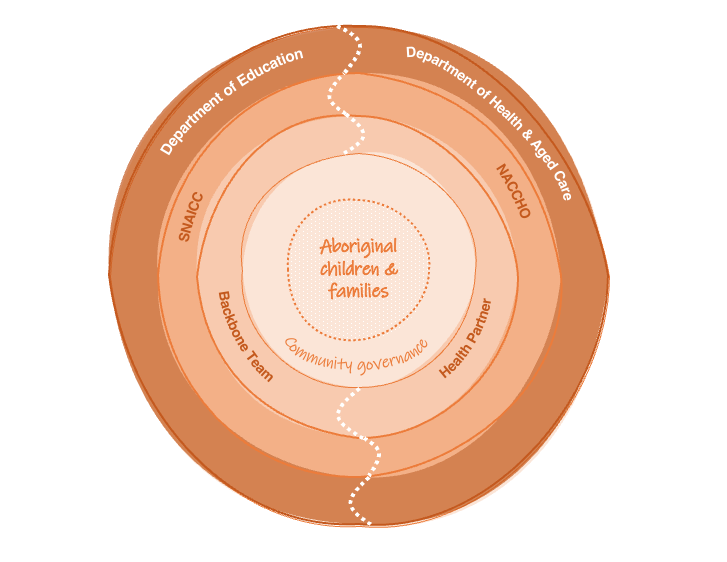 Department of Education
Department of Health & Aged Care
SNAICC
NACCHO
Aboriginal
children &
families
Community governance
Backbone Team
Health Partner